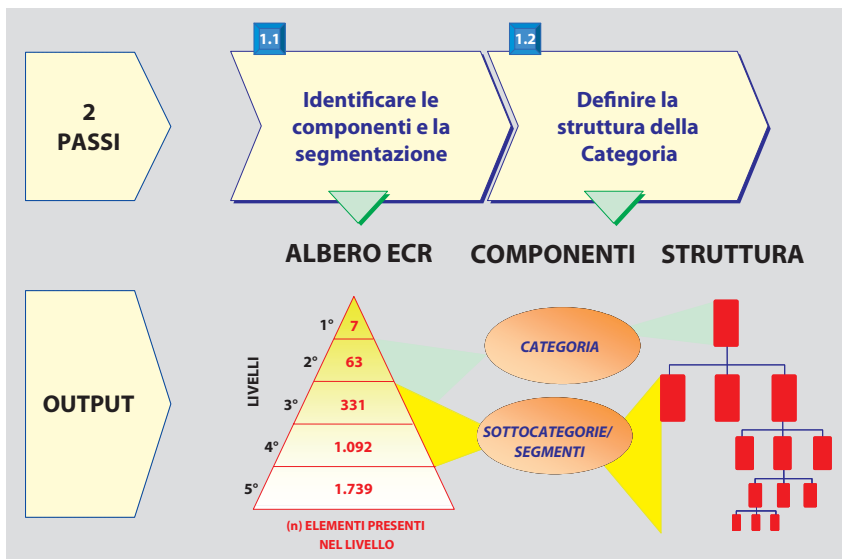 1.1
1.2
2
PASSI
Identificare le
componenti e la
segmentazione
Definire la
struttura della
Categoria
ALBERO ECR
COMPONENTI
STRUTTURA
OUTPUT
LIVELLI
1° 7
2° 63
3° 331
4° 1.092
5° 1.739
(n) ELEMENTI PRESENTI
NEL LIVELLO
CATEGORIA
SOTTOCATEGORIE/
SEGMENTI